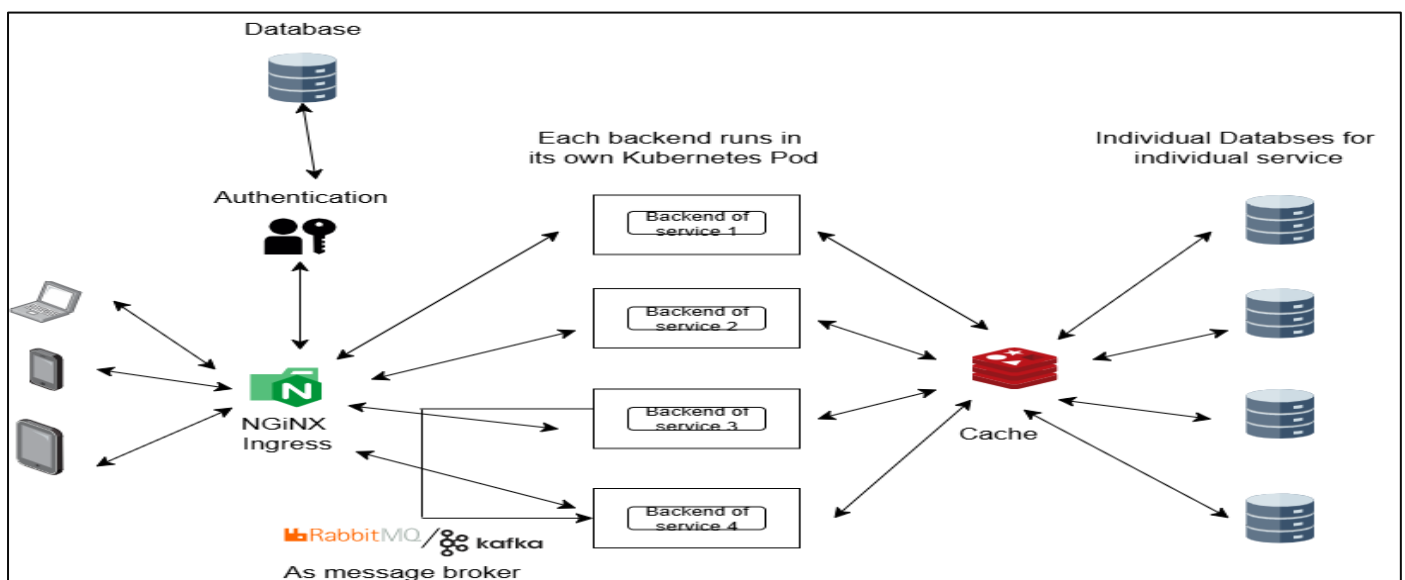 Database
Each backend runs in
its own Kubernetes Pod
Individual Databses for
individual service
Authentication
Backend of
service 1
Backend of
service 2
Backend of
service 3
Backend of
service 4
N
NGiNX
Ingress
Cache
RabbitMQ / kafka
As message broker